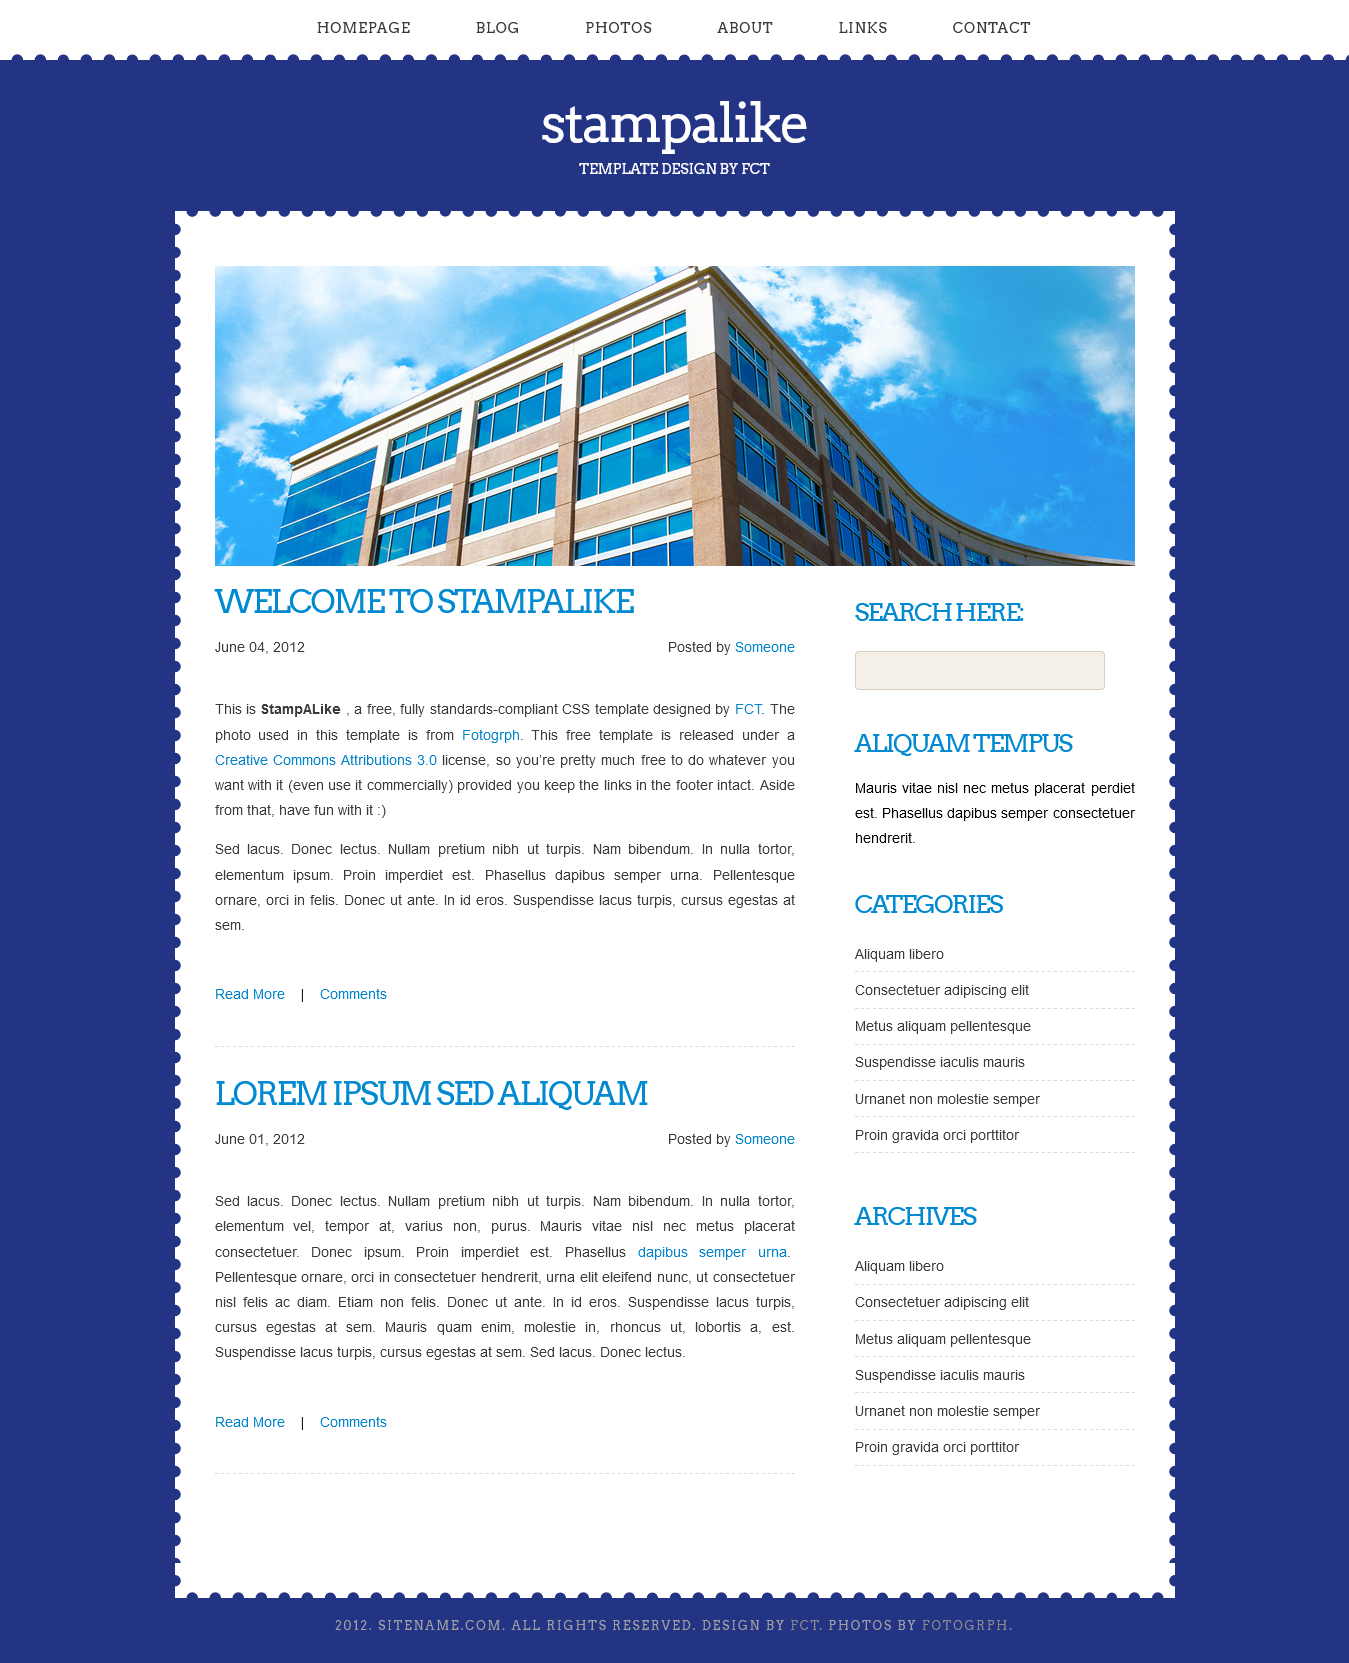 HOMEPAGE BLOG PHOTOS ABOUT LINKS CONTACT
stampalike
TEMPLATE DESIGN BY FCT
WELCOME TO STAMPALIKE
June 04, 2012 Posted by Someone
This is StampALike , a free, fully standards-compliant CSS template designed by FCT. The
photo used in this template is from Fotogrph. This free template is released under a
Creative Commons Attributions 3.0 license, so you’re pretty much free to do whatever you
want with it (even use it commercially) provided you keep the links in the footer intact. Aside
from that, have fun with it :)
Sed lacus. Donec lectus. Nullam pretium nibh ut turpis. Nam bibendum. In nulla tortor,
elementum ipsum. Proin imperdiet est. Phasellus dapibus semper urna. Pellentesque
ornare, orci in felis. Donec ut ante. In id eros. Suspendisse lacus turpis, cursus egestas at
sem.
Read More | Comments
LOREM IPSUM SED ALIQUAM
June 01, 2012 Posted by Someone
Sed lacus. Donec lectus. Nullam pretium nibh ut turpis. Nam bibendum. In nulla tortor,
elementum vel, tempor at, varius non, purus. Mauris vitae nisl nec metus placerat
consectetuer. Donec ipsum. Proin imperdiet est. Phasellus dapibus semper urna.
Pellentesque ornare, orci in consectetuer hendrerit, urna elit eleifend nunc, ut consectetuer
nisl felis ac diam. Etiam non felis. Donec ut ante. In id eros. Suspendisse lacus turpis,
cursus egestas at sem. Mauris quam enim, molestie in, rhoncus ut, lobortis a, est.
Suspendisse lacus turpis, cursus egestas at sem. Sed lacus. Donec lectus.
Read More | Comments
SEARCH HERE:
ALIQUAM TEMPUS
Mauris vitae nisl nec metus placerat perdiet
est. Phasellus dapibus semper consectetuer
hendrerit.
CATEGORIES
Aliquam libero
Consectetuer adipiscing elit
Metus aliquam pellentesque
Suspendisse iaculis mauris
Urnanet non molestie semper
Proin gravida orci porttitor
ARCHIVES
Aliquam libero
Consectetuer adipiscing elit
Metus aliquam pellentesque
Suspendisse iaculis mauris
Urnanet non molestie semper
Proin gravida orci porttitor
2012. SITENAME.COM. ALL RIGHTS RESERVED. DESIGN BY FCT. PHOTOS BY FOTOGRPH.